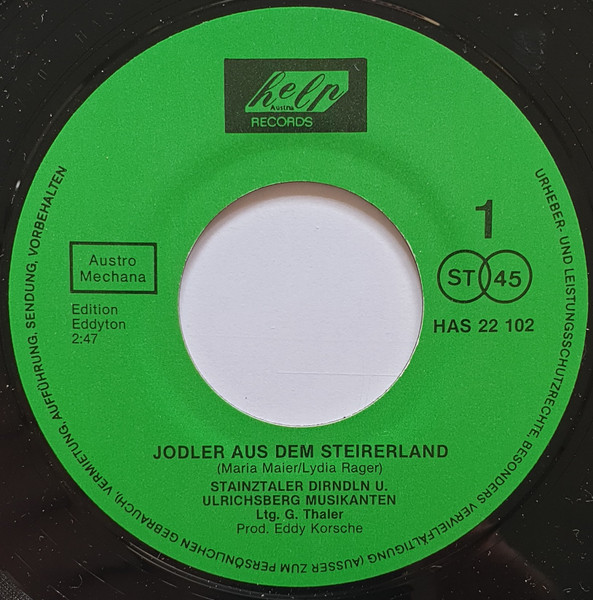 help
Austria
RECORDS
1
Austro
Mechana
ST 45
Edition
Eddyton
2:47
HAS 22 102
JODLER AUS DEM STEIRERLAND
(Maria Maier/Lydia Rager)
STAINZTALER DIRNDLN U.
ULRICHSBERG MUSIKANTEN
Ltg. G. Thaler
Prod. Eddy Korsche
URHEBER- UND LEISTUNGSSCHUTZRECHTE, BESONDERS VERVIELFÄLTIGUNG (AUSSER ZUM PERSÖNLICHEN GEBRAUCH), VERMIETUNG, AUFFÜHRUNG, SENDUNG, VORBEHALTEN